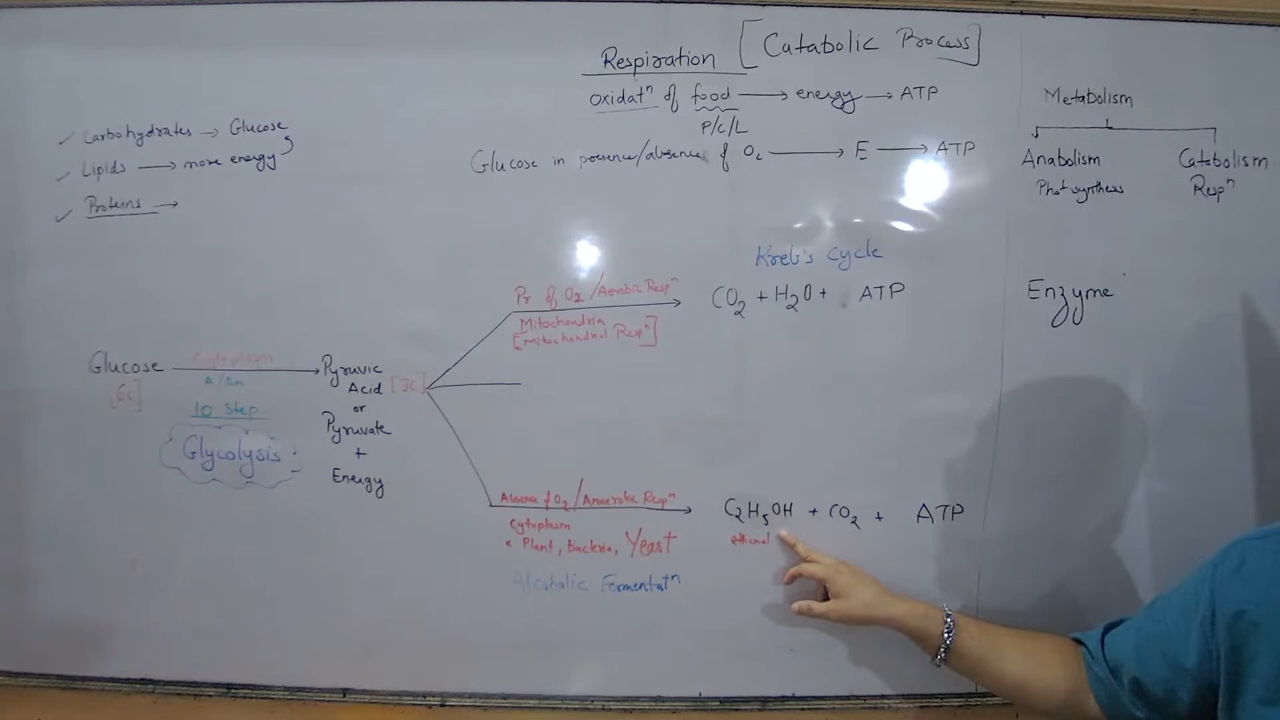 Respiration [Catabolic Process]
Oxidatⁿ of food → energy → ATP
P/C/L
Glucose in presence/absence of O₂ → E → ATP
Metabolism
Anabolism
Photosynthesis
Catabolism
Respⁿ
✓ Carbohydrates → Glucose
✓ Lipids → more energy
✓ Proteins →
Kreb's Cycle
Pr of O₂/Aerobic Respⁿ
Mitochondria
[mitochondrial Respⁿ]
CO₂ + H₂O + ATP
Enzyme
Glucose
[6C]
Cytoplasm
10 Step
Glycolysis
Pyruvic
Acid [3C]
or
Pyruvate
+
Energy
Absence of O₂/Anaerobic Respⁿ
Cytoplasm
* Plant, bacteria, Yeast
Alcoholic Fermentatⁿ
C₂H₅OH + CO₂ + ATP
ethanol